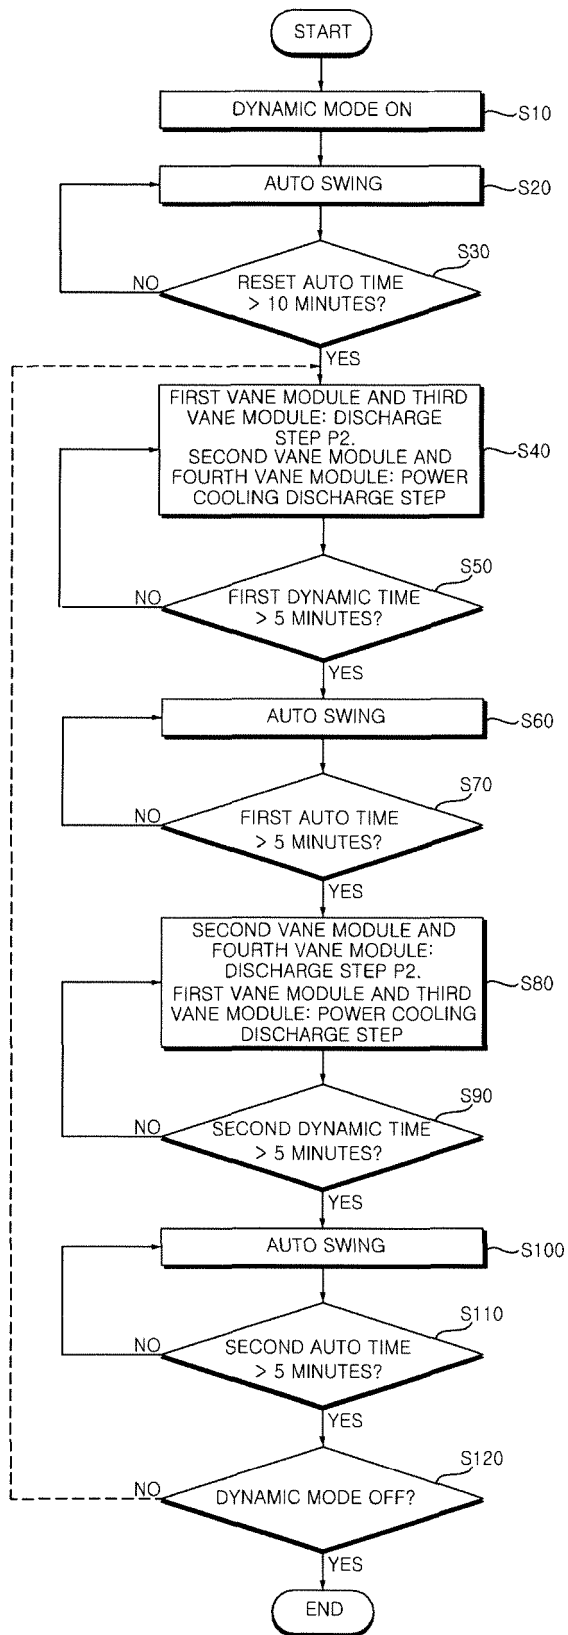 START
DYNAMIC MODE ON
S10
AUTO SWING
S20
S30
RESET AUTO TIME
> 10 MINUTES?
NO
YES
FIRST VANE MODULE AND THIRD
VANE MODULE: DISCHARGE
STEP P2.
SECOND VANE MODULE AND
FOURTH VANE MODULE: POWER
COOLING DISCHARGE STEP
S40
S50
FIRST DYNAMIC TIME
> 5 MINUTES?
NO
YES
AUTO SWING
S60
S70
FIRST AUTO TIME
> 5 MINUTES?
NO
YES
SECOND VANE MODULE AND
FOURTH VANE MODULE:
DISCHARGE STEP P2.
FIRST VANE MODULE AND THIRD
VANE MODULE: POWER COOLING
DISCHARGE STEP
S80
S90
SECOND DYNAMIC TIME
> 5 MINUTES?
NO
YES
AUTO SWING
S100
S110
SECOND AUTO TIME
> 5 MINUTES?
NO
YES
S120
DYNAMIC MODE OFF?
NO
YES
END